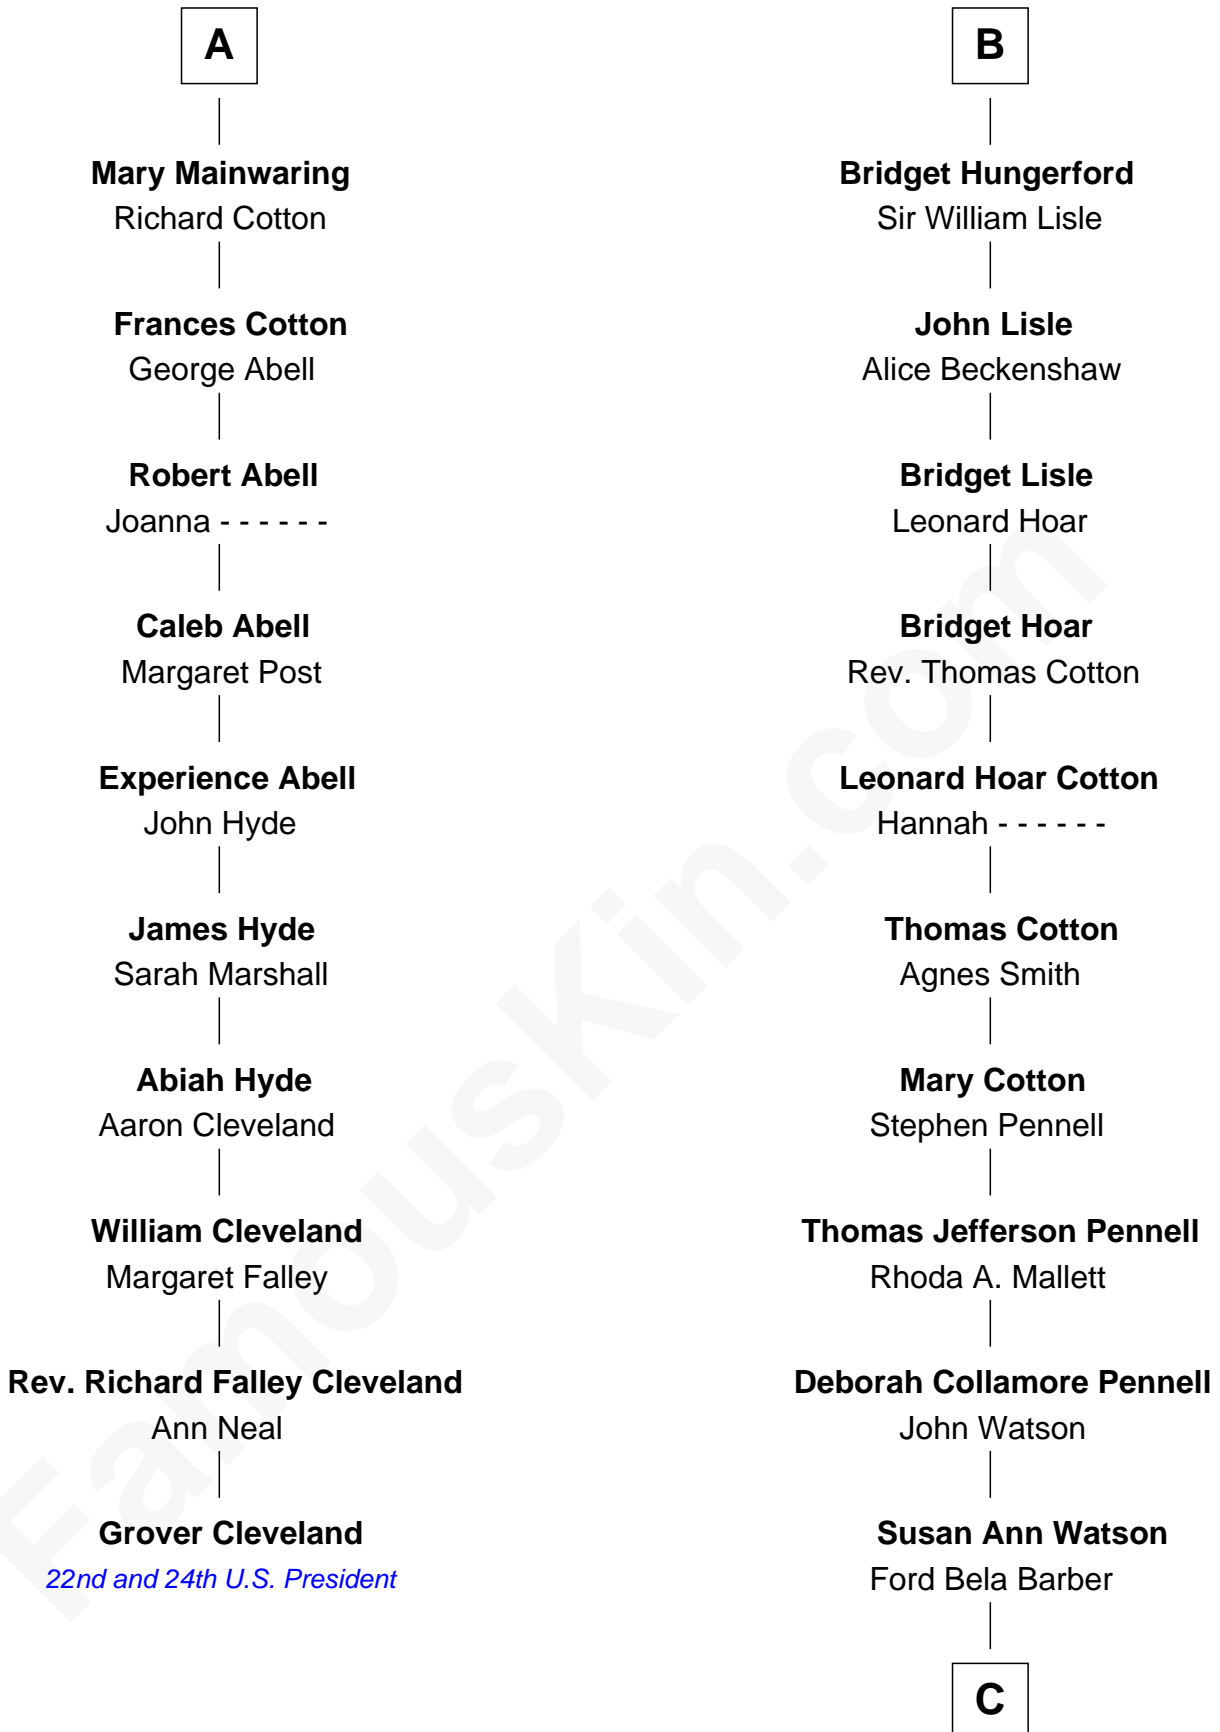 A
Mary Mainwaring
Richard Cotton
Frances Cotton
George Abell
Robert Abell
Joanna - - - - - -
Caleb Abell
Margaret Post
Experience Abell
John Hyde
James Hyde
Sarah Marshall
Abiah Hyde
Aaron Cleveland
William Cleveland
Margaret Falley
Rev. Richard Falley Cleveland
Ann Neal
Grover Cleveland
22nd and 24th U.S. President
B
Bridget Hungerford
Sir William Lisle
John Lisle
Alice Beckenshaw
Bridget Lisle
Leonard Hoar
Bridget Hoar
Rev. Thomas Cotton
Leonard Hoar Cotton
Hannah - - - - - -
Thomas Cotton
Agnes Smith
Mary Cotton
Stephen Pennell
Thomas Jefferson Pennell
Rhoda A. Mallett
Deborah Collamore Pennell
John Watson
Susan Ann Watson
Ford Bela Barber
C
FamousKin.com